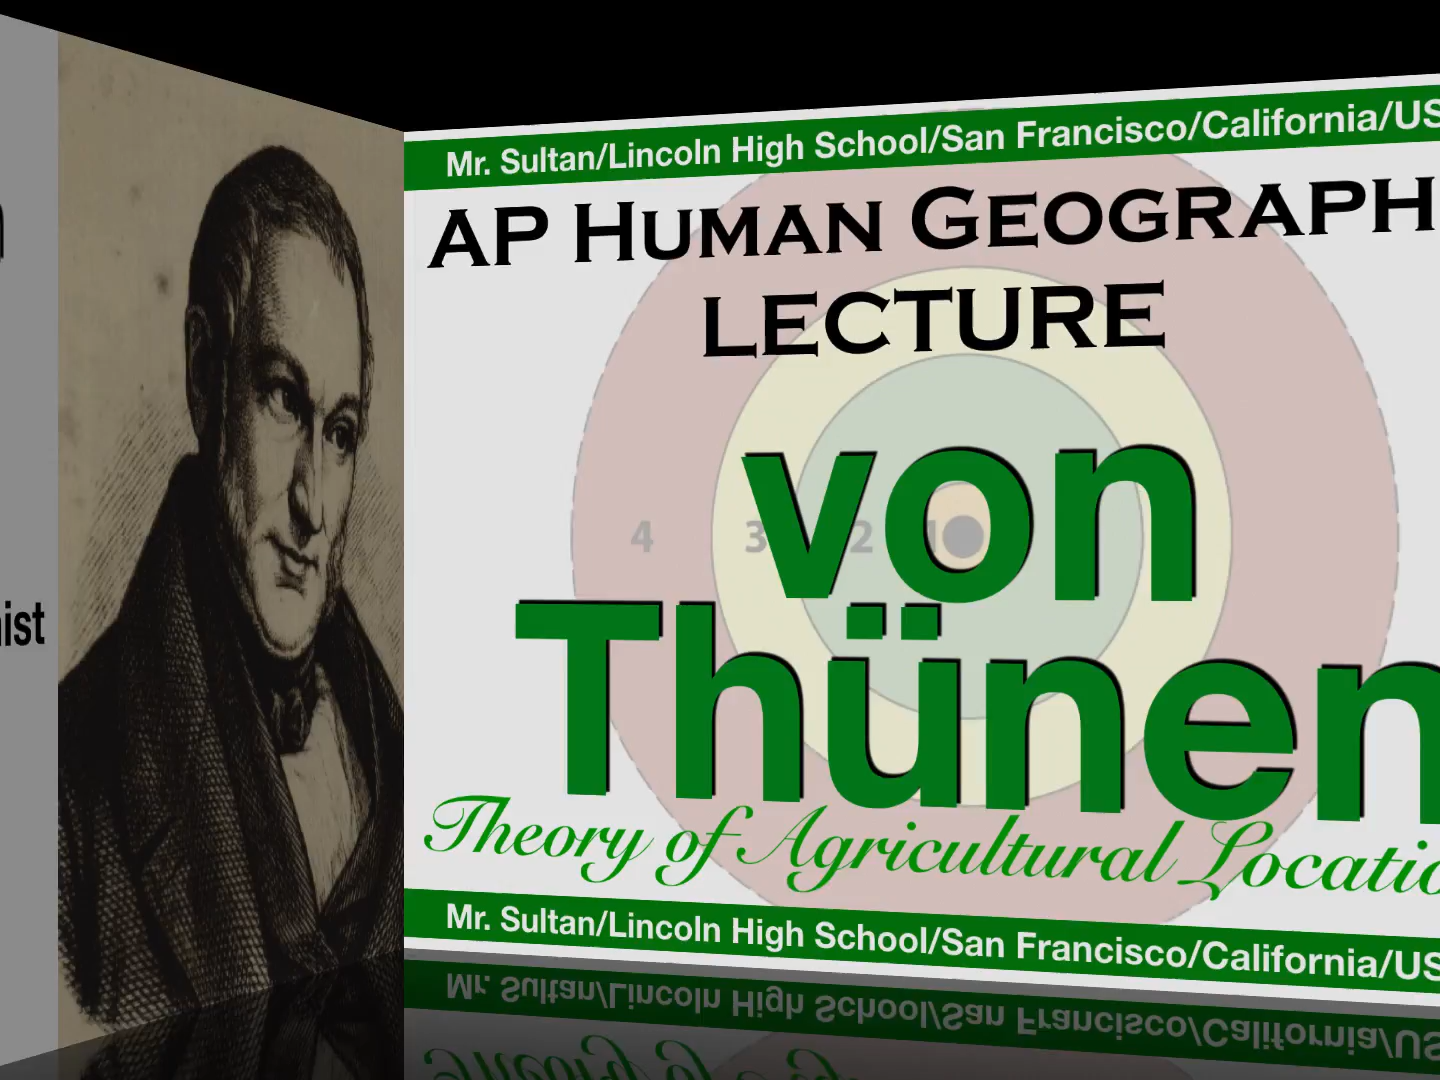 ist
Mr. Sultan/Lincoln High School/San Francisco/California/US
AP HUMAN GEOGRAPH
LECTURE
4 3 2
von
Thünen
Theory of Agricultural Locatio
Mr. Sultan/Lincoln High School/San Francisco/California/US